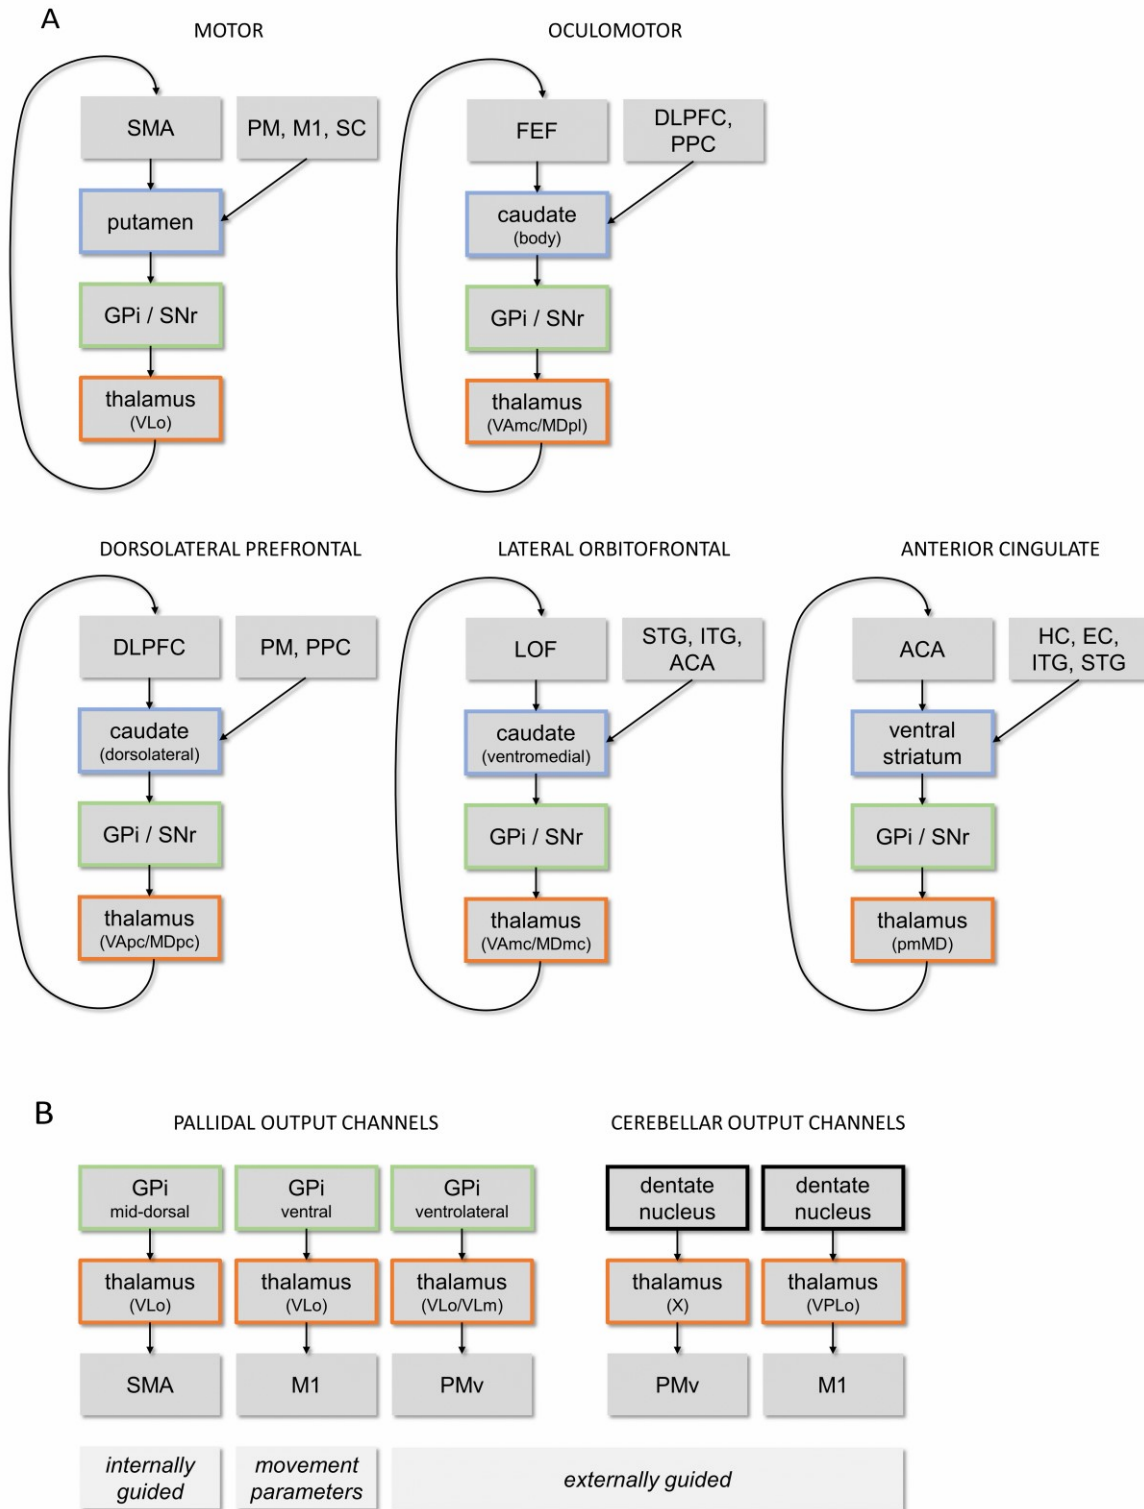 A
MOTOR
SMA
PM, M1, SC
putamen
GPi / SNr
thalamus
(VLo)
OCULOMOTOR
FEF
DLPFC,
PPC
caudate
(body)
GPi / SNr
thalamus
(VAmc/MDpl)
DORSOLATERAL PREFRONTAL
DLPFC
PM, PPC
caudate
(dorsolateral)
GPi / SNr
thalamus
(VApc/MDpc)
LATERAL ORBITOFRONTAL
LOF
STG, ITG,
ACA
caudate
(ventromedial)
GPi / SNr
thalamus
(VAmc/MDmc)
ANTERIOR CINGULATE
ACA
HC, EC,
ITG, STG
ventral
striatum
GPi / SNr
thalamus
(pmMD)
B
PALLIDAL OUTPUT CHANNELS
GPi
mid-dorsal
thalamus
(VLo)
SMA
internally
guided
GPi
ventral
thalamus
(VLo)
M1
movement
parameters
GPi
ventrolateral
thalamus
(VLo/VLm)
PMv
CEREBELLAR OUTPUT CHANNELS
dentate
nucleus
thalamus
(X)
PMv
dentate
nucleus
thalamus
(VPLo)
M1
externally guided